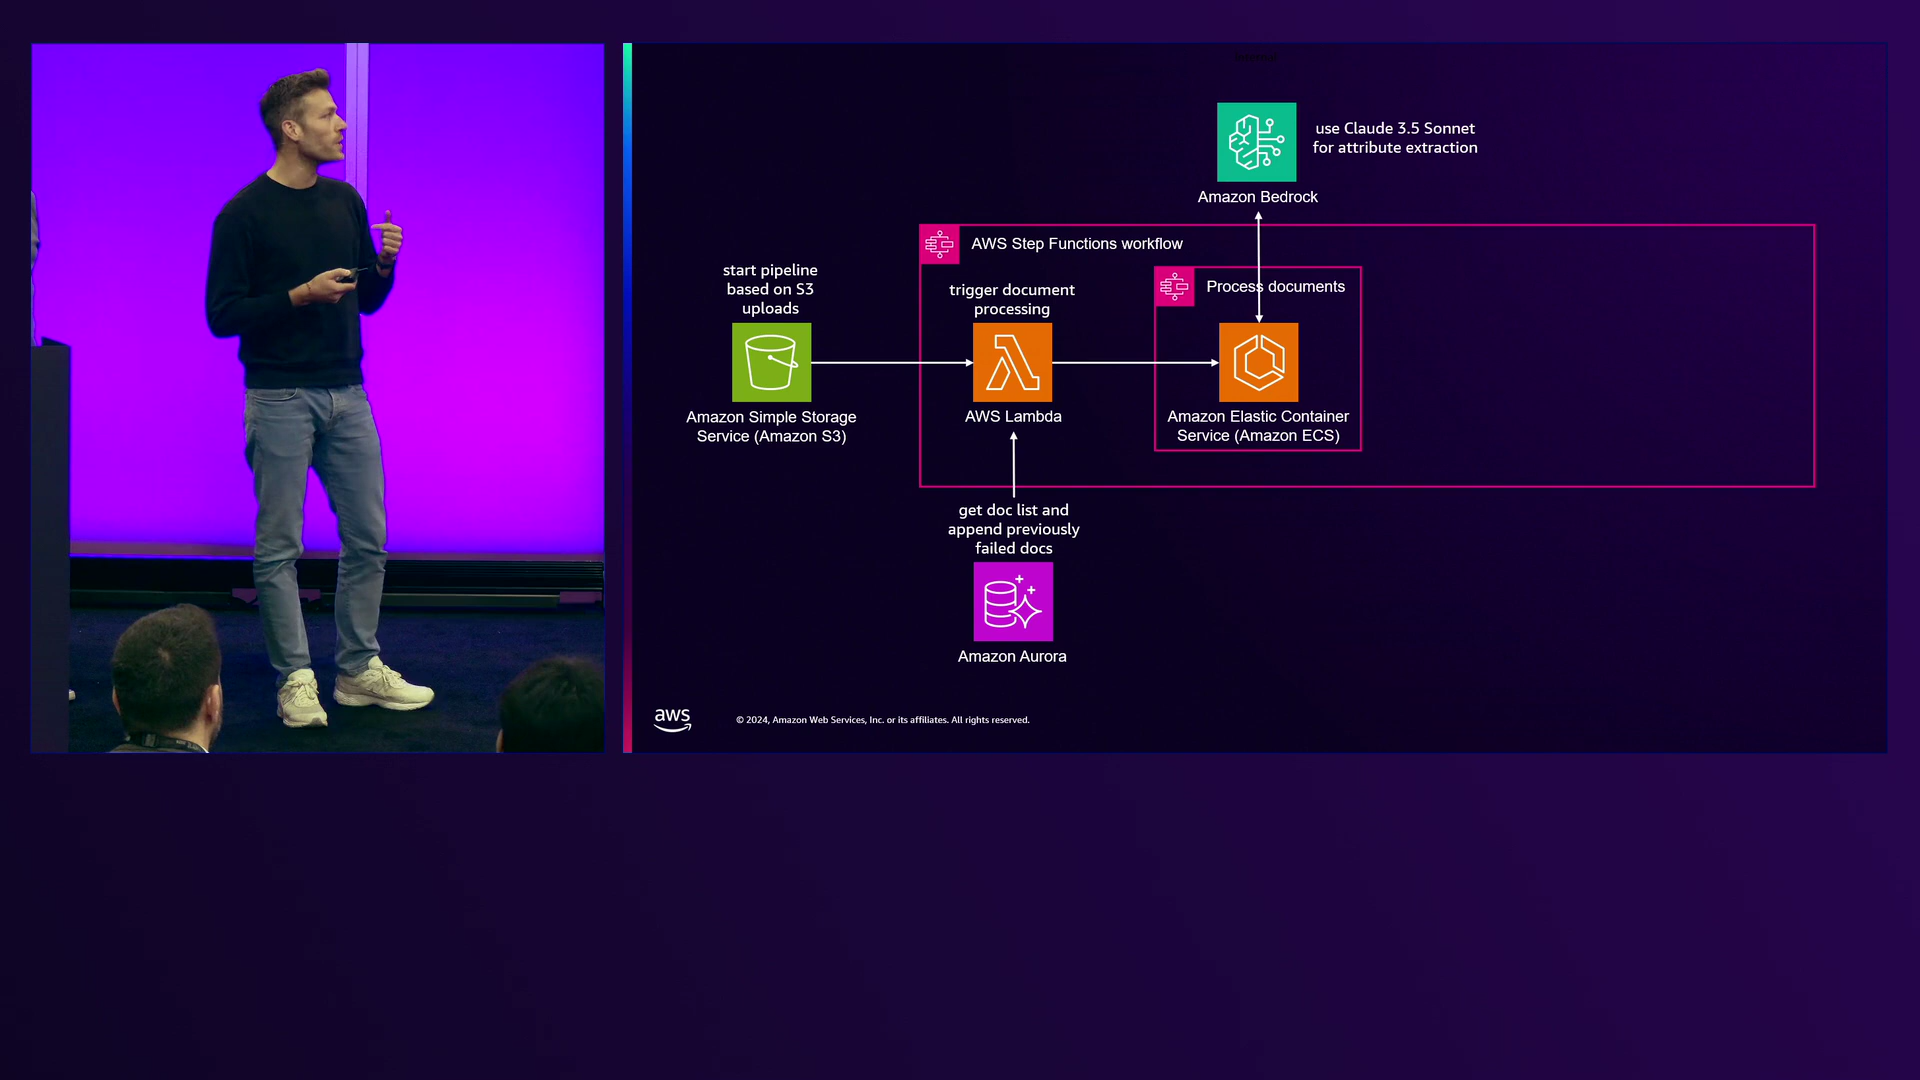 use Claude 3.5 Sonnet
for attribute extraction
Amazon Bedrock
AWS Step Functions workflow
Process documents
start pipeline
based on S3
uploads
trigger document
processing
Amazon Simple Storage
Service (Amazon S3)
AWS Lambda
Amazon Elastic Container
Service (Amazon ECS)
get doc list and
append previously
failed docs
Amazon Aurora
aws
© 2024, Amazon Web Services, Inc. or its affiliates. All rights reserved.